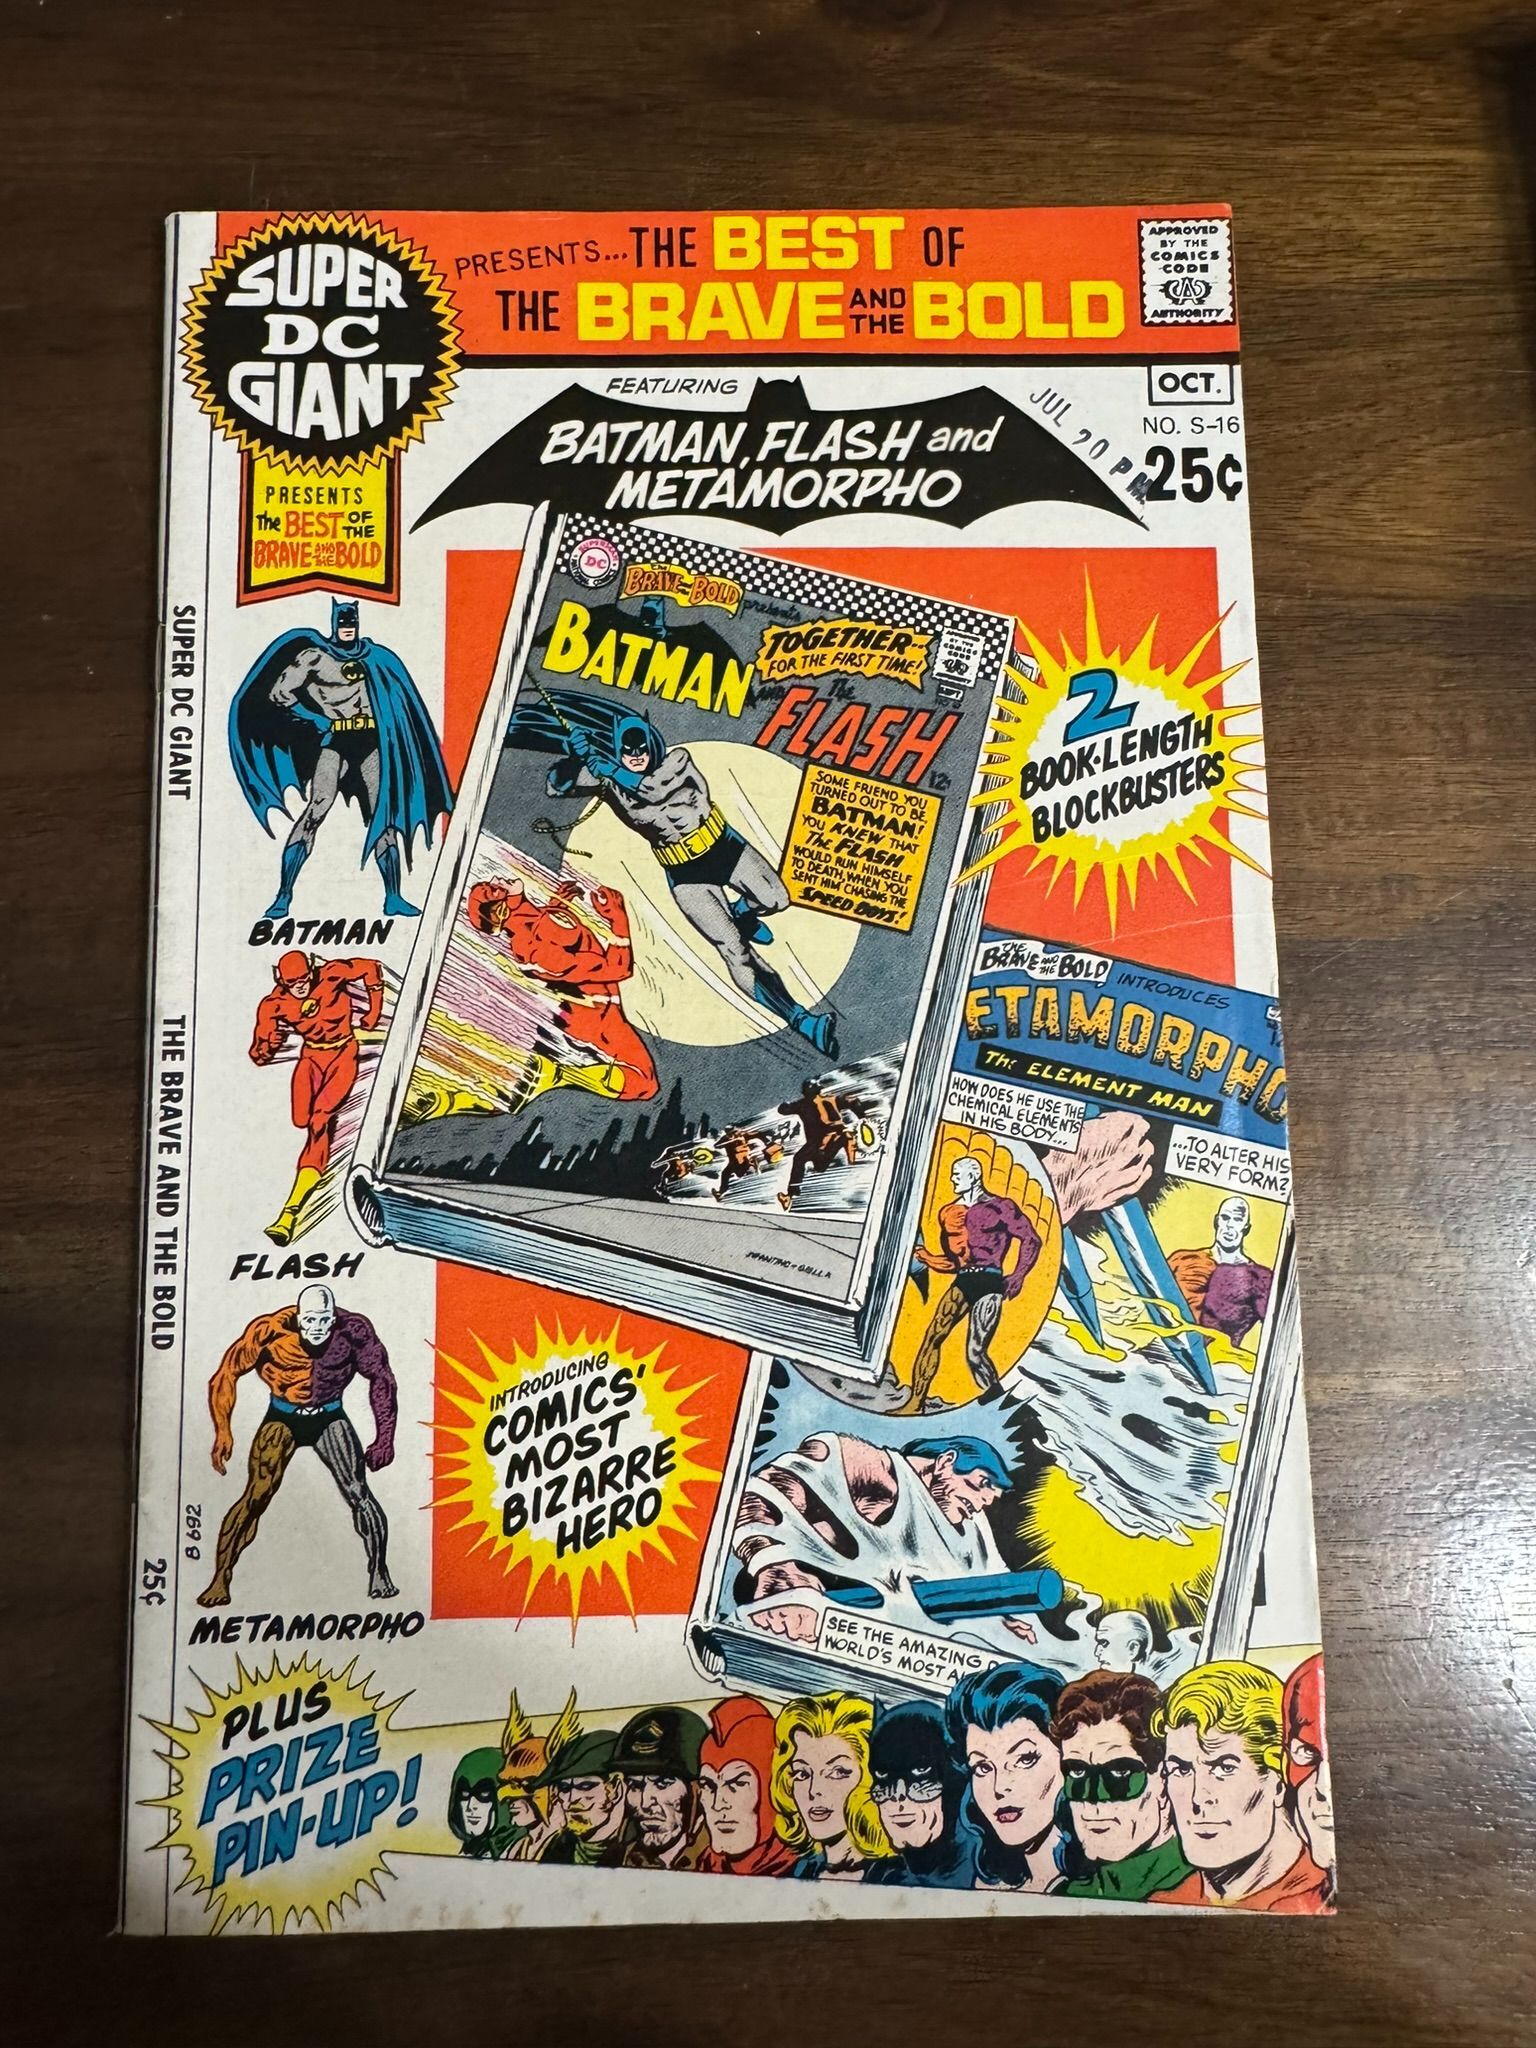 SUPER
DC
GIANT
PRESENTS...THE BEST OF
THE BRAVE AND THE BOLD
APPROVED
BY THE
COMICS
CODE
AUTHORITY
PRESENTS
The BEST OF THE
BRAVE AND THE BOLD
FEATURING
BATMAN, FLASH and
METAMORPHO
JUL 20 PM
OCT.
NO. S-16
25¢
SUPER DC GIANT
THE BRAVE AND THE BOLD
8 692
25¢
BATMAN
FLASH
METAMORPHO
DC
The BRAVE and BOLD
presents
BATMAN
TOGETHER--
FOR THE FIRST TIME!
and The
FLASH
12¢
SOME FRIEND YOU
TURNED OUT TO BE,
BATMAN!
YOU KNEW THAT
The FLASH
WOULD RUN HIMSELF
TO DEATH, WHEN YOU
SENT HIM CHASING THE
SPEED BOYS!
INFANTINO-GIELLA
2
BOOK-LENGTH
BLOCKBUSTERS
THE BRAVE AND THE BOLD INTRODUCES
ETAMORPHO
The ELEMENT MAN
HOW DOES HE USE THE
CHEMICAL ELEMENTS
IN HIS BODY...
...TO ALTER HIS
VERY FORM?
SEE THE AMAZING
WORLD'S MOST
INTRODUCING
COMICS'
MOST
BIZARRE
HERO
PLUS
PRIZE
PIN-UP!